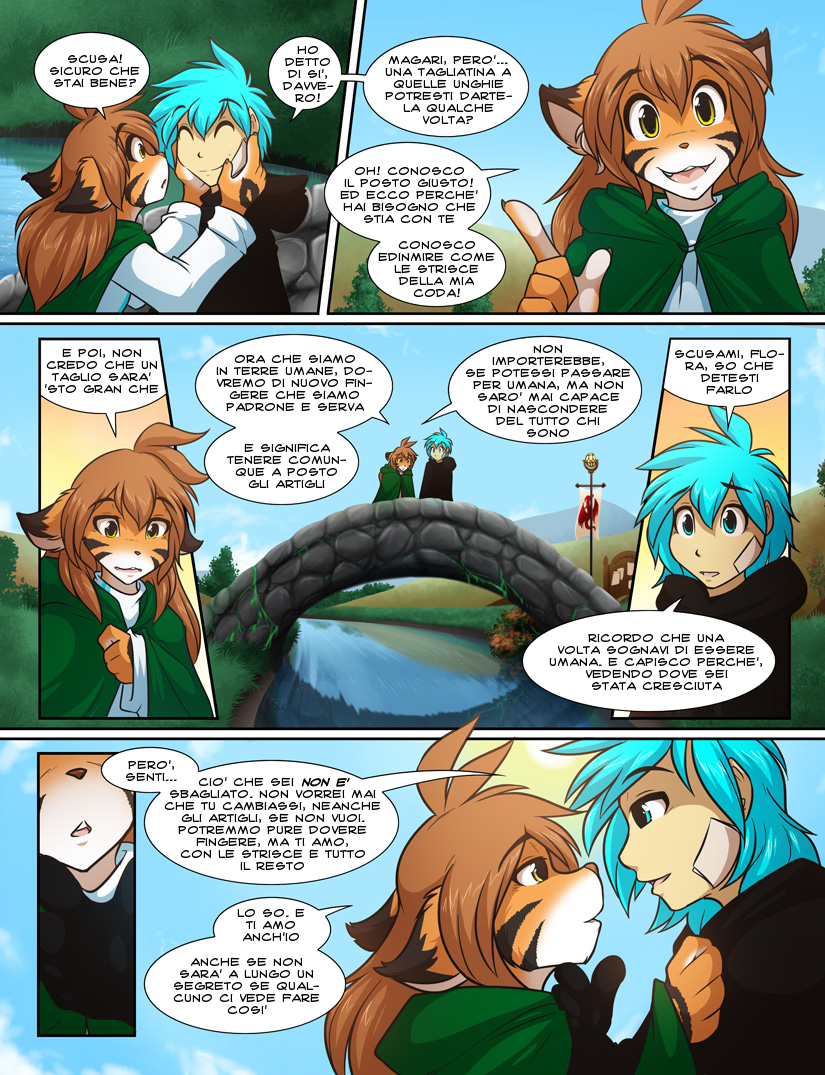 SCUSA!
SICURO CHE
STAI BENE?
HO
DETTO
DI SI',
DAVVE-
RO!
MAGARI, PERO'...
UNA TAGLIATINA A
QUELLE UNGHIE
POTRESTI DARTE-
LA QUALCHE
VOLTA?
OH! CONOSCO
IL POSTO GIUSTO!
ED ECCO PERCHE'
HAI BISOGNO CHE
STIA CON TE
CONOSCO
EDINMIRE COME
LE STRISCE
DELLA MIA
CODA!
E POI, NON
CREDO CHE UN
TAGLIO SARA'
'STO GRAN CHE
ORA CHE SIAMO
IN TERRE UMANE, DO-
VREMO DI NUOVO FIN-
GERE CHE SIAMO
PADRONE E SERVA
E SIGNIFICA
TENERE COMUN-
QUE A POSTO
GLI ARTIGLI
NON
IMPORTEREBBE,
SE POTESSI PASSARE
PER UMANA, MA NON
SARO' MAI CAPACE
DI NASCONDERE
DEL TUTTO CHI
SONO
SCUSAMI, FLO-
RA, SO CHE
DETESTI
FARLO
RICORDO CHE UNA
VOLTA SOGNAVI DI ESSERE
UMANA. E CAPISCO PERCHE',
VEDENDO DOVE SEI
STATA CRESCIUTA
PERO',
SENTI...
CIO' CHE SEI NON E'
SBAGLIATO. NON VORREI MAI
CHE TU CAMBIASSI, NEANCHE
GLI ARTIGLI, SE NON VUOI.
POTREMMO PURE DOVERE
FINGERE, MA TI AMO,
CON LE STRISCE E TUTTO
IL RESTO
LO SO. E
TI AMO
ANCH'IO
ANCHE SE NON
SARA' A LUNGO UN
SEGRETO SE QUAL-
CUNO CI VEDE FARE
COSI'